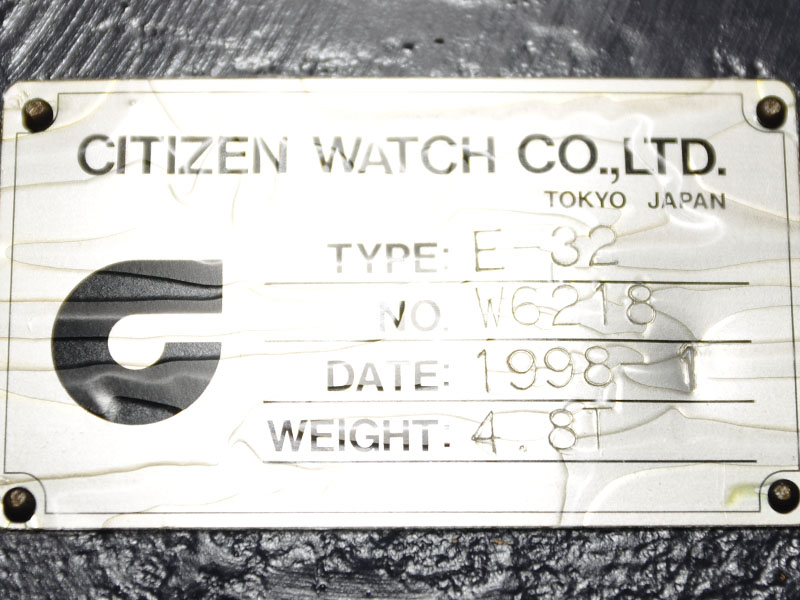 CITIZEN WATCH CO.,LTD.
TOKYO JAPAN
TYPE: E-32
NO. W6218
DATE: 1998-1
WEIGHT: 4.8T